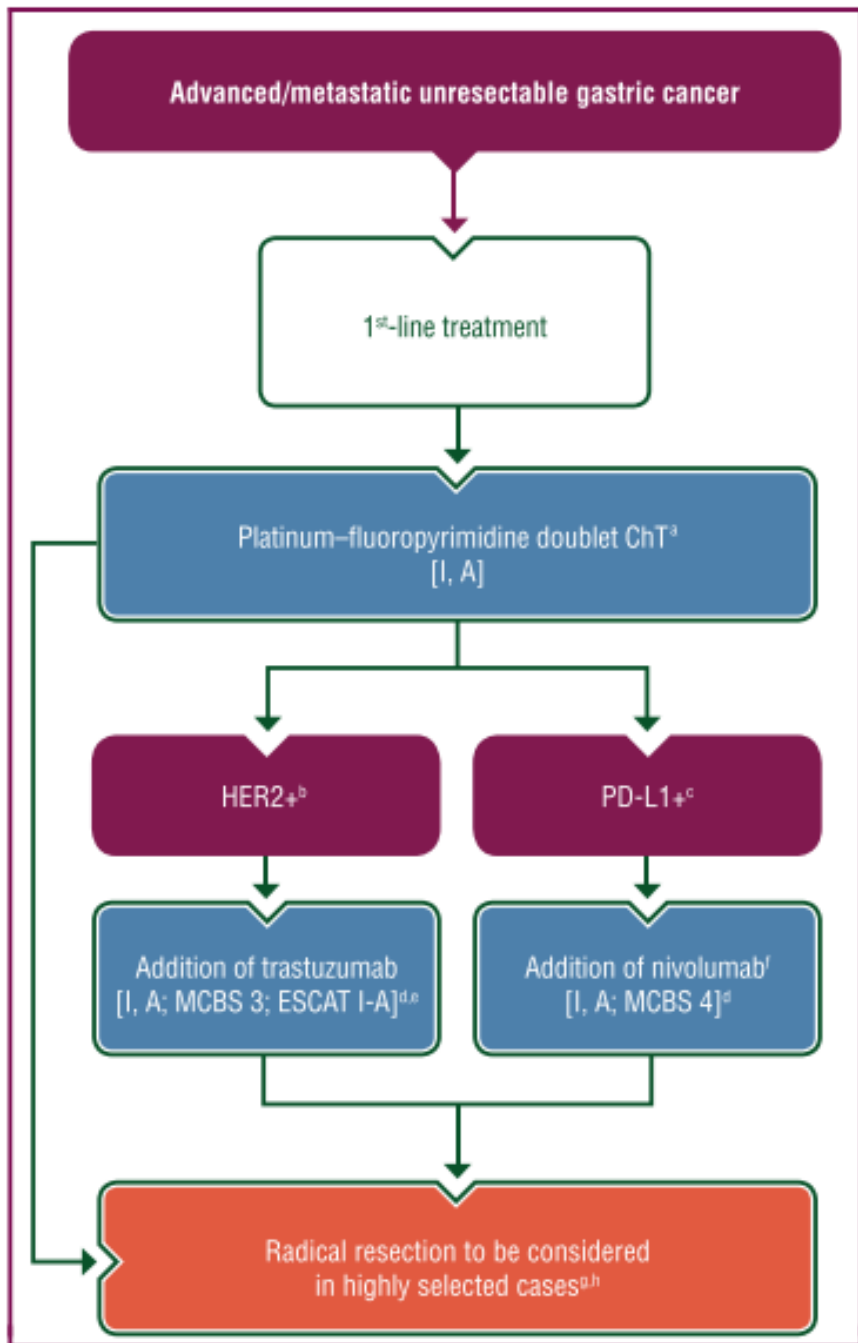 Advanced/metastatic unresectable gastric cancer
1st-line treatment
Platinum–fluoropyrimidine doublet ChTa
[I, A]
HER2+b
PD-L1+c
Addition of trastuzumab
[I, A; MCBS 3; ESCAT I-A]d,e
Addition of nivolumabf
[I, A; MCBS 4]d
Radical resection to be considered
in highly selected casesg,h